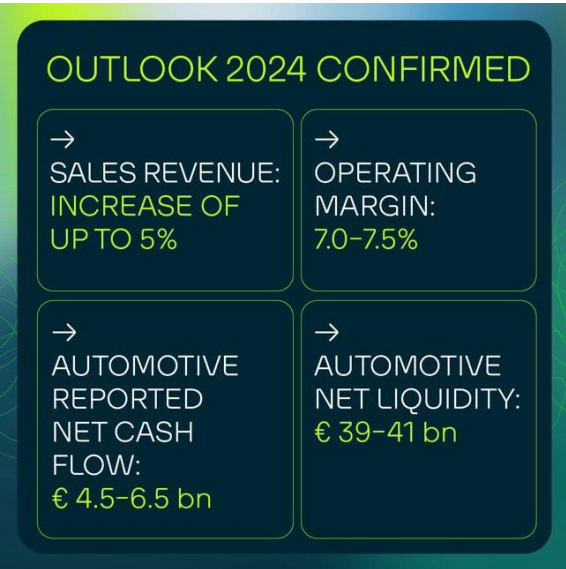 OUTLOOK 2024 CONFIRMED
→
SALES REVENUE:
INCREASE OF
UP TO 5%
→
OPERATING
MARGIN:
7.0–7.5%
→
AUTOMOTIVE
REPORTED
NET CASH
FLOW:
€ 4.5–6.5 bn
→
AUTOMOTIVE
NET LIQUIDITY:
€ 39–41 bn